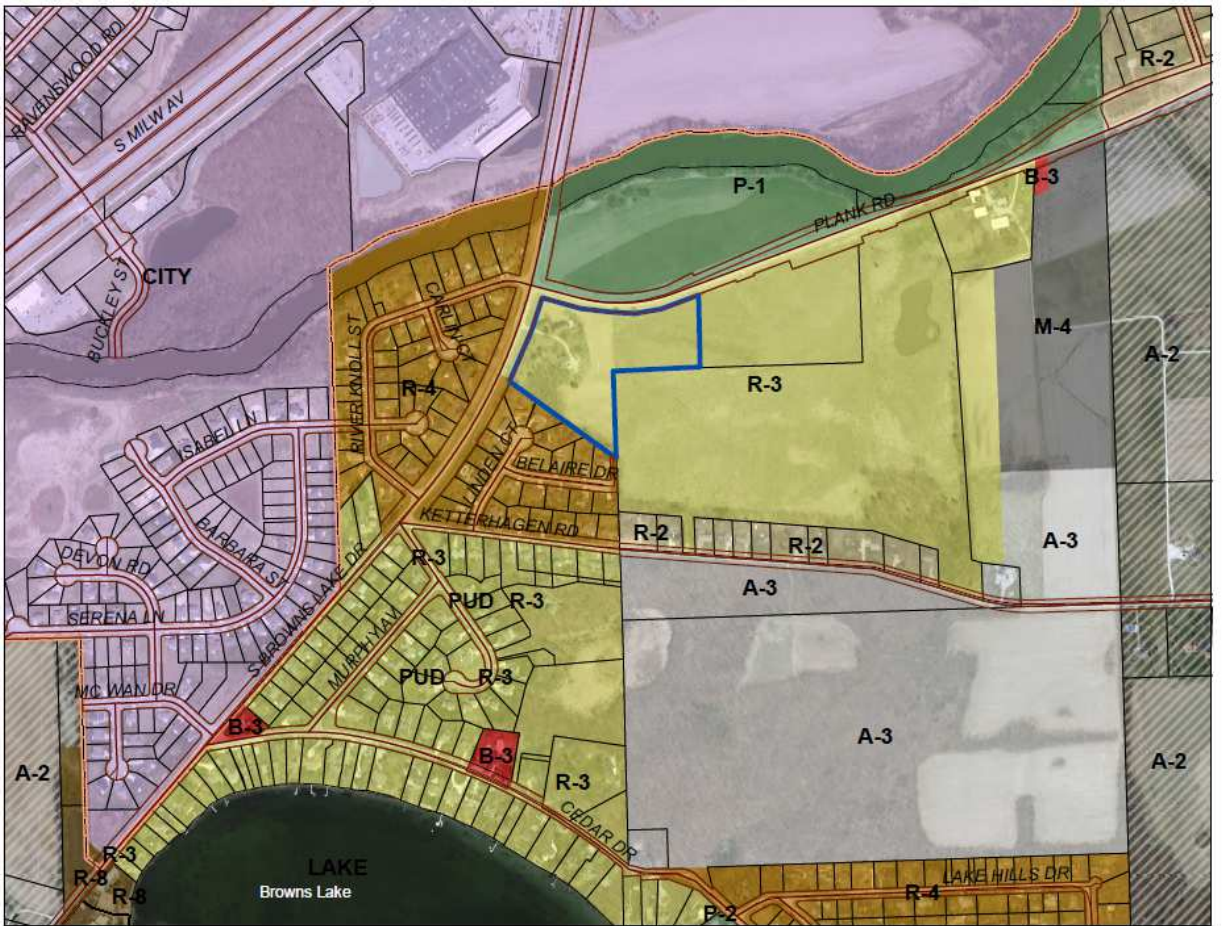 RAVENSWOOD RD
S MILW AV
R-2
P-1
B-3
PLANK RD
BUCKLEY ST
CITY
CARLIN CT
M-4
A-2
RIVER KNOLL ST
R-4
R-3
ISABEL LN
LINDEN CT
BELAIRE DR
KETTERHAGEN RD
R-2
R-2
BARBARA ST
DEVON RD
A-3
R-3
S BROWNS LAKE DR
A-3
SERENA LN
PUD
R-3
MURPHY AV
PUD
R-3
MC WAN DR
B-3
A-3
A-2
B-3
A-2
R-3
CEDAR DR
R-3
LAKE
LAKE HILLS DR
R-8
Browns Lake
R-4
R-8
P-2